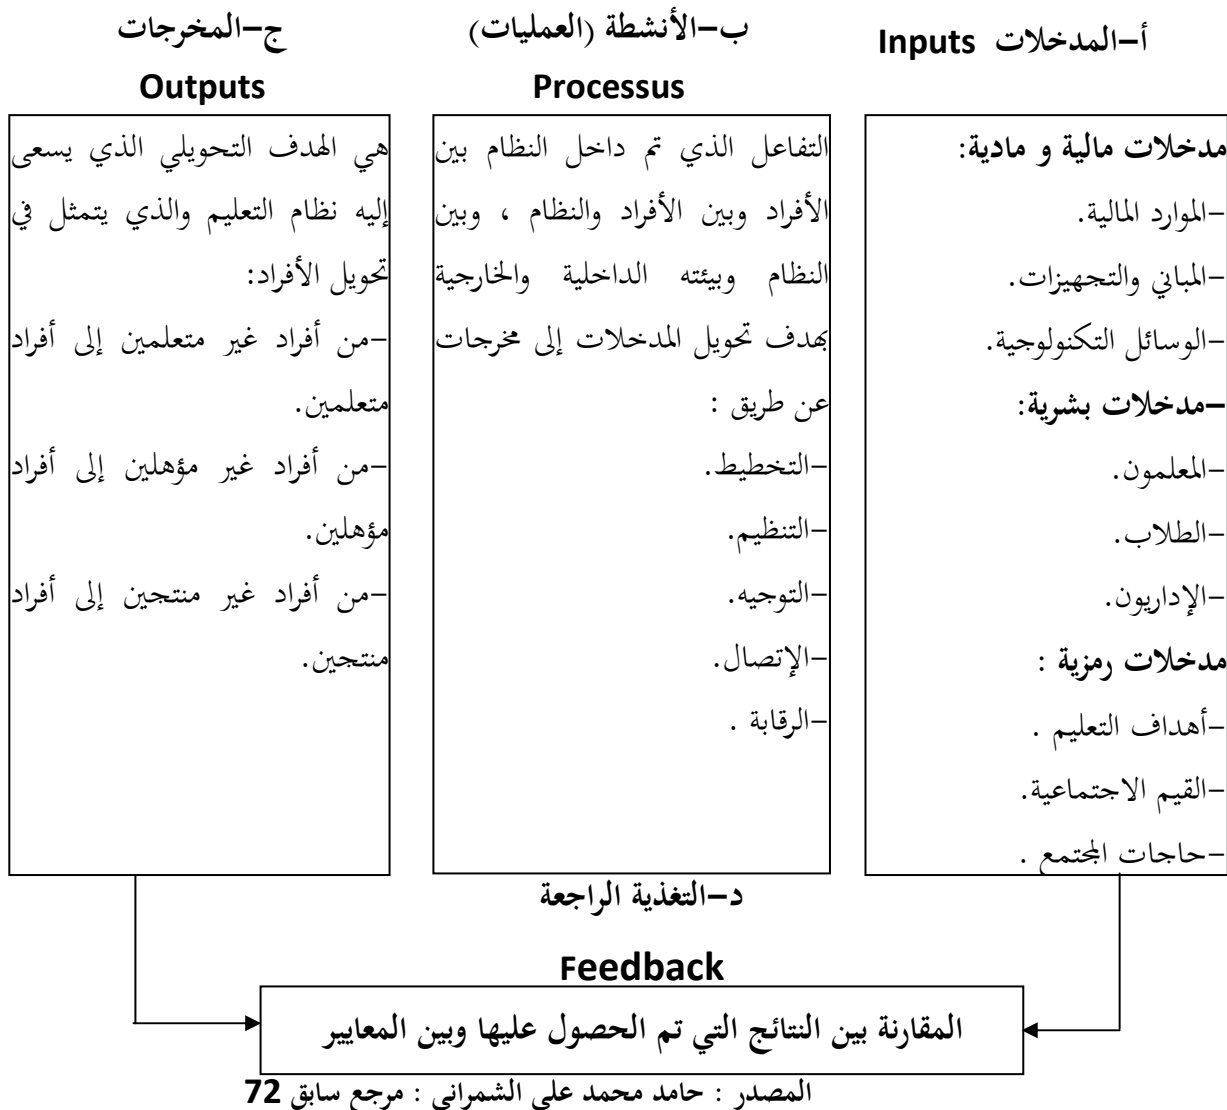 أ–المدخلات Inputs
مدخلات مالية و مادية:
–الموارد المالية.
–المباني والتجهيزات.
–الوسائل التكنولوجية.
–مدخلات بشرية:
–المعلمون.
–الطلاب.
–الإداريون.
مدخلات رمزية :
–أهداف التعليم .
–القيم الاجتماعية.
–حاجات المجتمع .
ب–الأنشطة (العمليات)
Processus
التفاعل الذي تم داخل النظام بين
الأفراد وبين الأفراد والنظام ، وبين
النظام وبيئته الداخلية والخارجية
بهدف تحويل المدخلات إلى مخرجات
عن طريق :
–التخطيط.
–التنظيم.
–التوجيه.
–الإتصال.
–الرقابة .
ج–المخرجات
Outputs
هي الهدف التحويلي الذي يسعى
إليه نظام التعليم والذي يتمثل في
تحويل الأفراد:
–من أفراد غير متعلمين إلى أفراد
متعلمين.
–من أفراد غير مؤهلين إلى أفراد
مؤهلين.
–من أفراد غير منتجين إلى أفراد
منتجين.
د–التغذية الراجعة
Feedback
المقارنة بين النتائج التي تم الحصول عليها وبين المعايير
المصدر : حامد محمد علي الشمراني : مرجع سابق 72